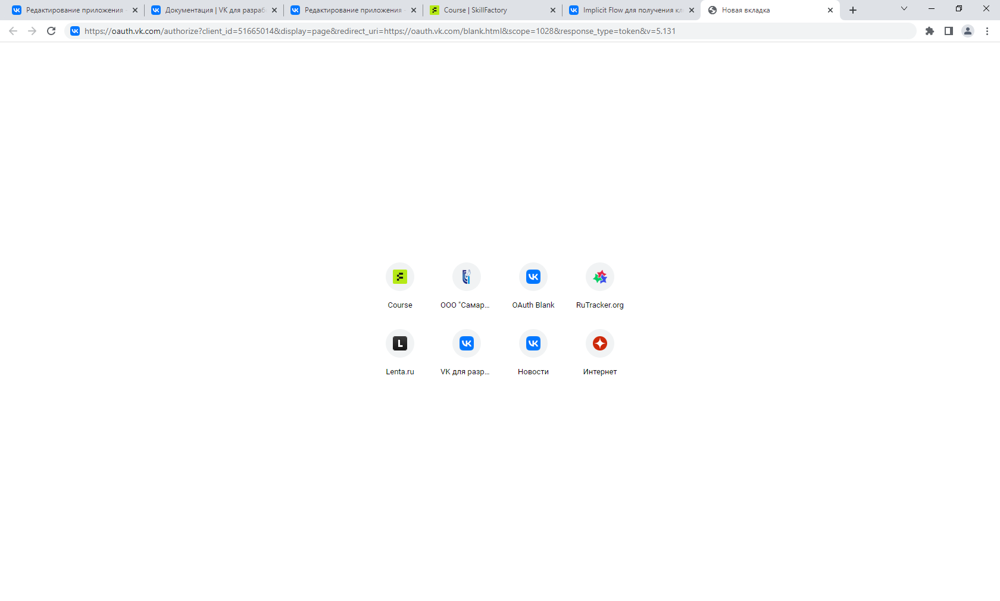 Редактирование приложения
Документация | VK для разраб
Редактирование приложения
Course | SkillFactory
Implicit Flow для получения кл
Новая вкладка
https://oauth.vk.com/authorize?client_id=51665014&display=page&redirect_uri=https://oauth.vk.com/blank.html&scope=1028&response_type=token&v=5.131
Course
ООО "Самар...
OAuth Blank
RuTracker.org
Lenta.ru
VK для разр...
Новости
Интернет